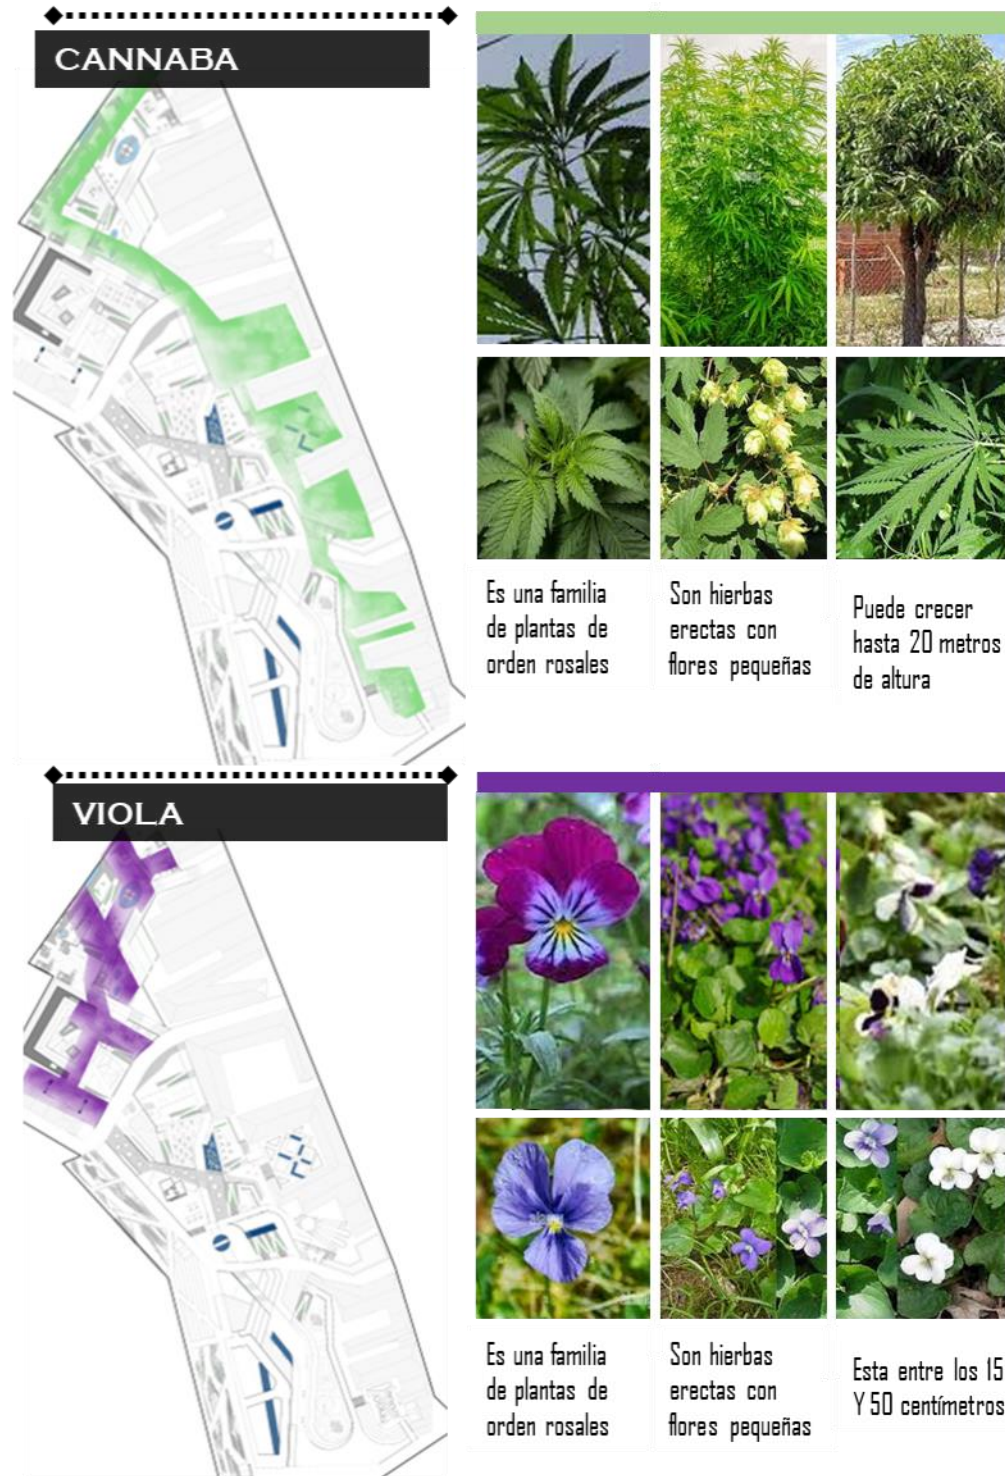 CANNABA
Es una familia
de plantas de
orden rosales
Son hierbas
erectas con
flores pequeñas
Puede crecer
hasta 20 metros
de altura
VIOLA
Es una familia
de plantas de
orden rosales
Son hierbas
erectas con
flores pequeñas
Esta entre los 15
Y 50 centímetros